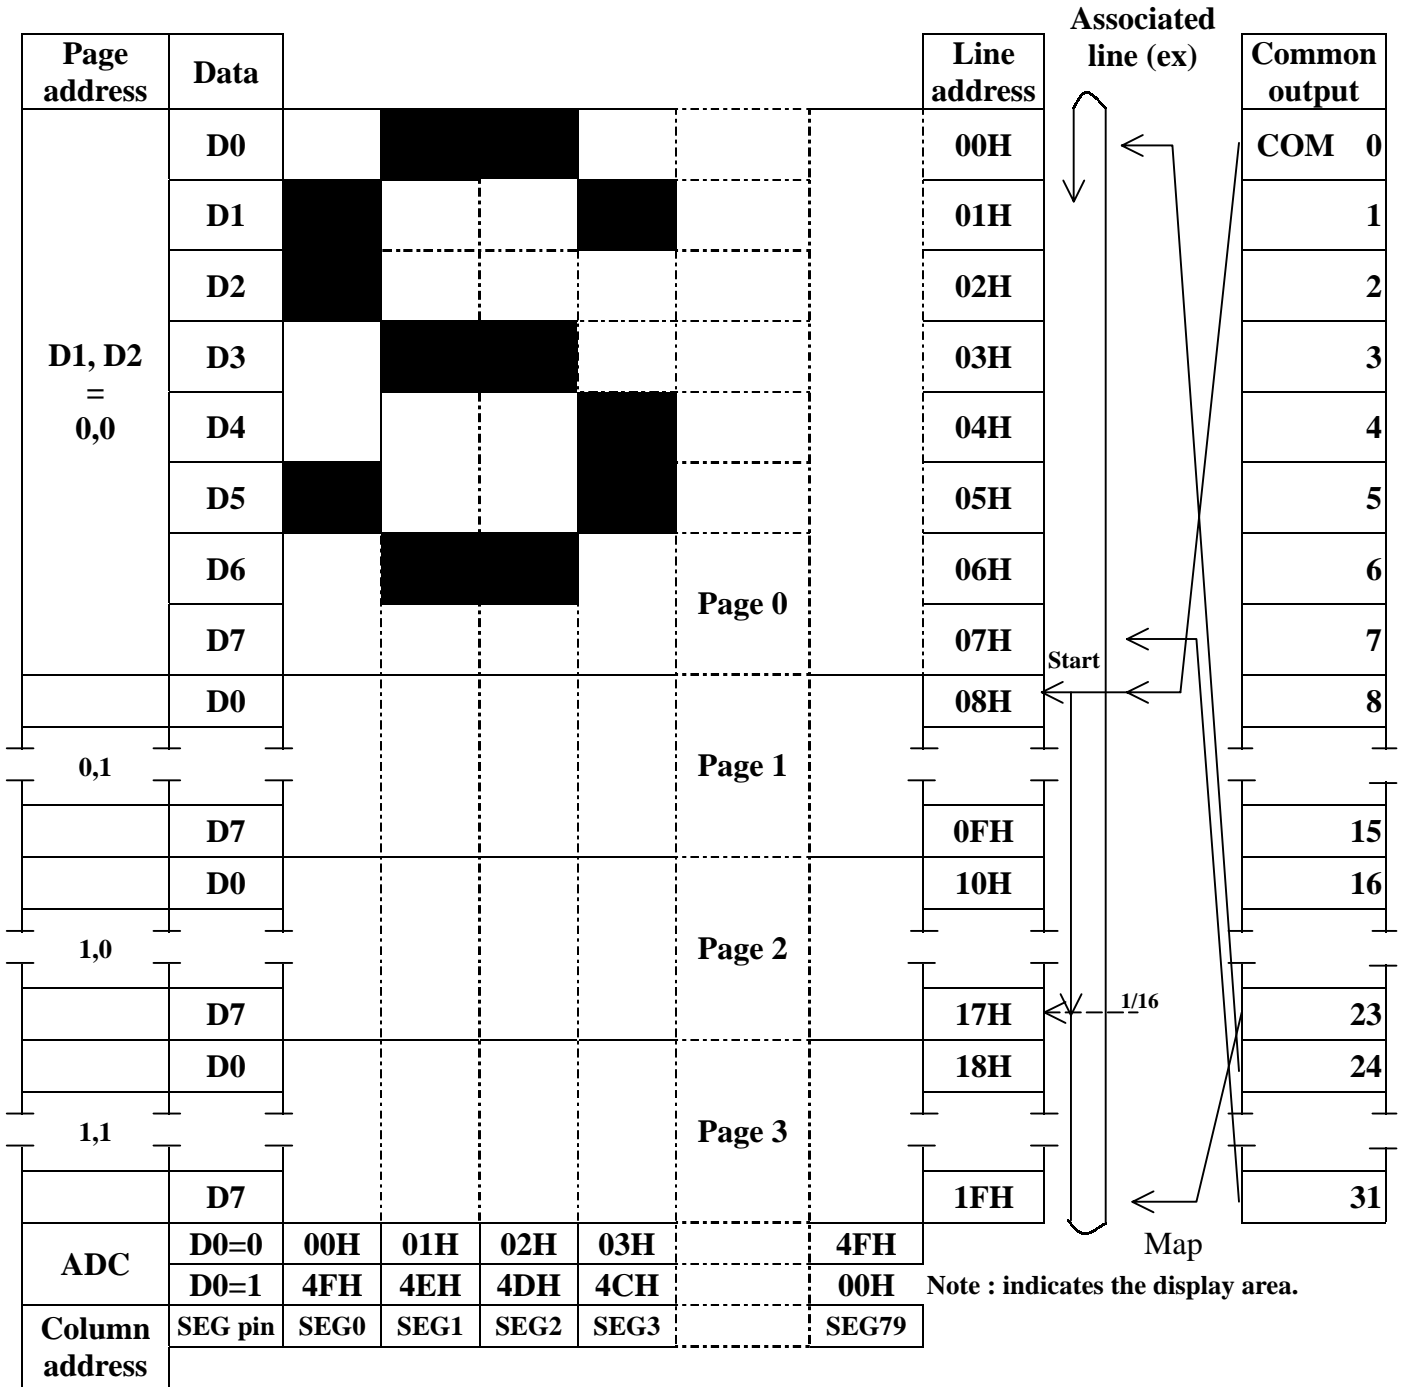 Associated
line (ex)
Page address Data Line address Common output
D0 00H COM 0
D1 01H 1
D2 02H 2
D1, D2 = 0,0 D3 03H 3
D4 04H 4
D5 05H 5
D6 06H 6
Page 0
D7 07H 7
Start
D0 08H 8
0,1 Page 1
D7 0FH 15
D0 10H 16
1,0 Page 2
D7 17H 1/16 23
D0 18H 24
1,1 Page 3
D7 1FH 31
ADC D0=0 00H 01H 02H 03H 4FH Map
D0=1 4FH 4EH 4DH 4CH 00H Note : indicates the display area.
Column address SEG pin SEG0 SEG1 SEG2 SEG3 SEG79